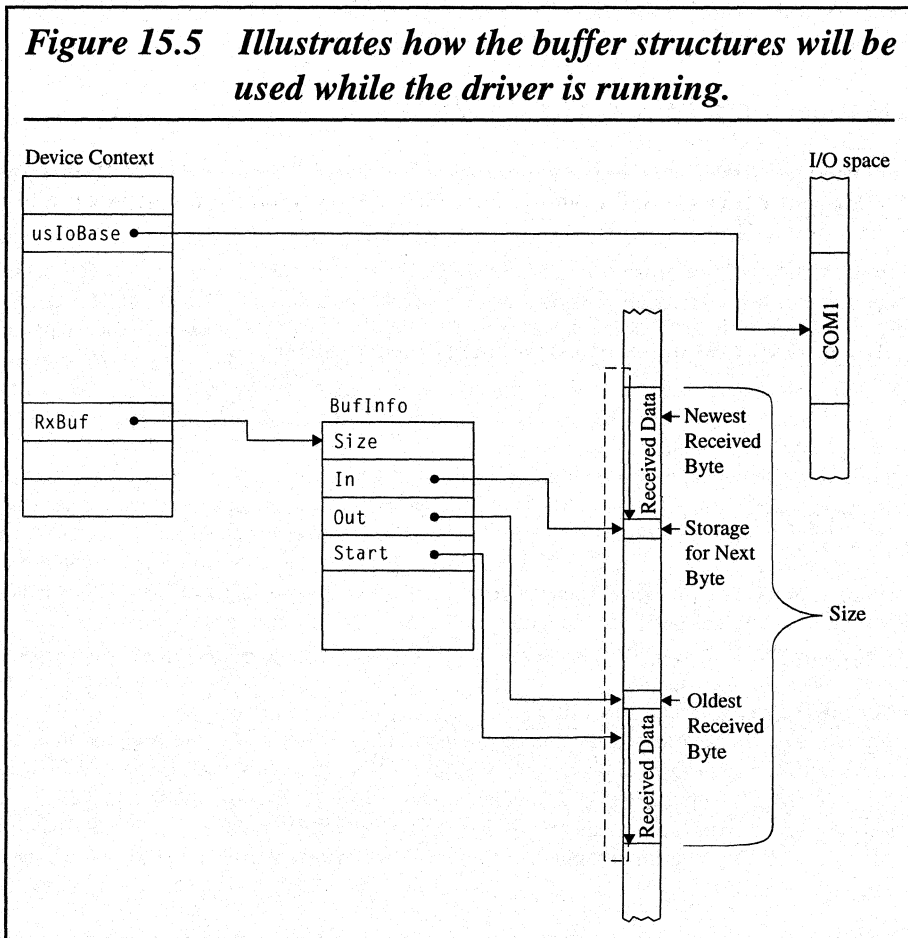 Figure 15.5 Illustrates how the buffer structures will be
used while the driver is running.
Device Context
I/O space
usIoBase
COM1
RxBuf
BufInfo
Size
In
Out
Start
Received Data
Newest
Received
Byte
Storage
for Next
Byte
Size
Oldest
Received
Byte
Received Data